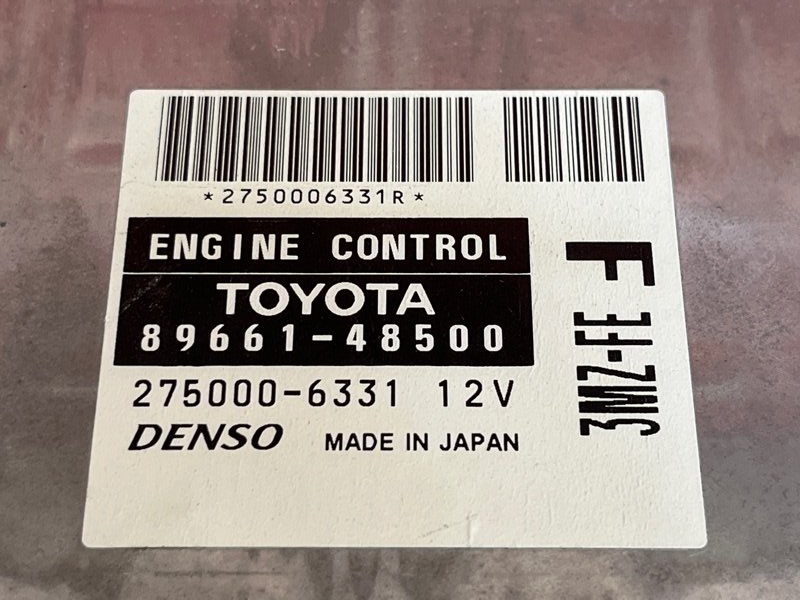 *2750006331R*
ENGINE CONTROL
TOYOTA
89661-48500
275000-6331 12V
DENSO MADE IN JAPAN
F
3MZ-FE